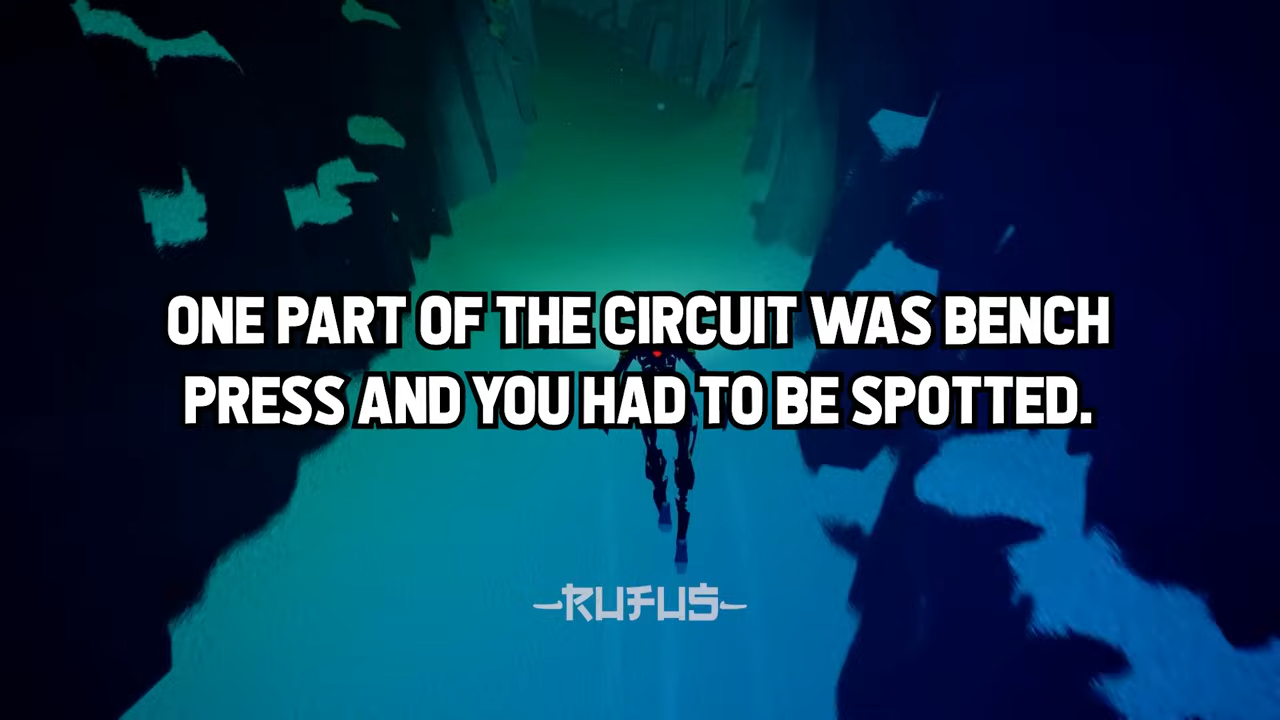 ONE PART OF THE CIRCUIT WAS BENCH
PRESS AND YOU HAD TO BE SPOTTED.
-RUFUS-